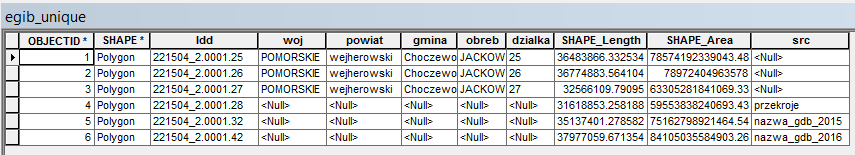 egib_unique
OBJECTID * SHAPE * Idd woj powiat gmina obreb dzialka SHAPE_Length SHAPE_Area src
1 Polygon 221504_2.0001.25 POMORSKIE wejherowski Choczewo JACKOW 25 36483866.332534 78574192339043.48 <Null>
2 Polygon 221504_2.0001.26 POMORSKIE wejherowski Choczewo JACKOW 26 36774883.564104 78972404963578 <Null>
3 Polygon 221504_2.0001.27 POMORSKIE wejherowski Choczewo JACKOW 27 32566109.79095 63305281841069.33 <Null>
4 Polygon 221504_2.0001.28 <Null> <Null> <Null> <Null> <Null> 31618853.258188 59553838240693.43 przekroje
5 Polygon 221504_2.0001.32 <Null> <Null> <Null> <Null> <Null> 35137401.278582 75162798921464.54 nazwa_gdb_2015
6 Polygon 221504_2.0001.42 <Null> <Null> <Null> <Null> <Null> 37977059.671354 84105035584903.26 nazwa_gdb_2016